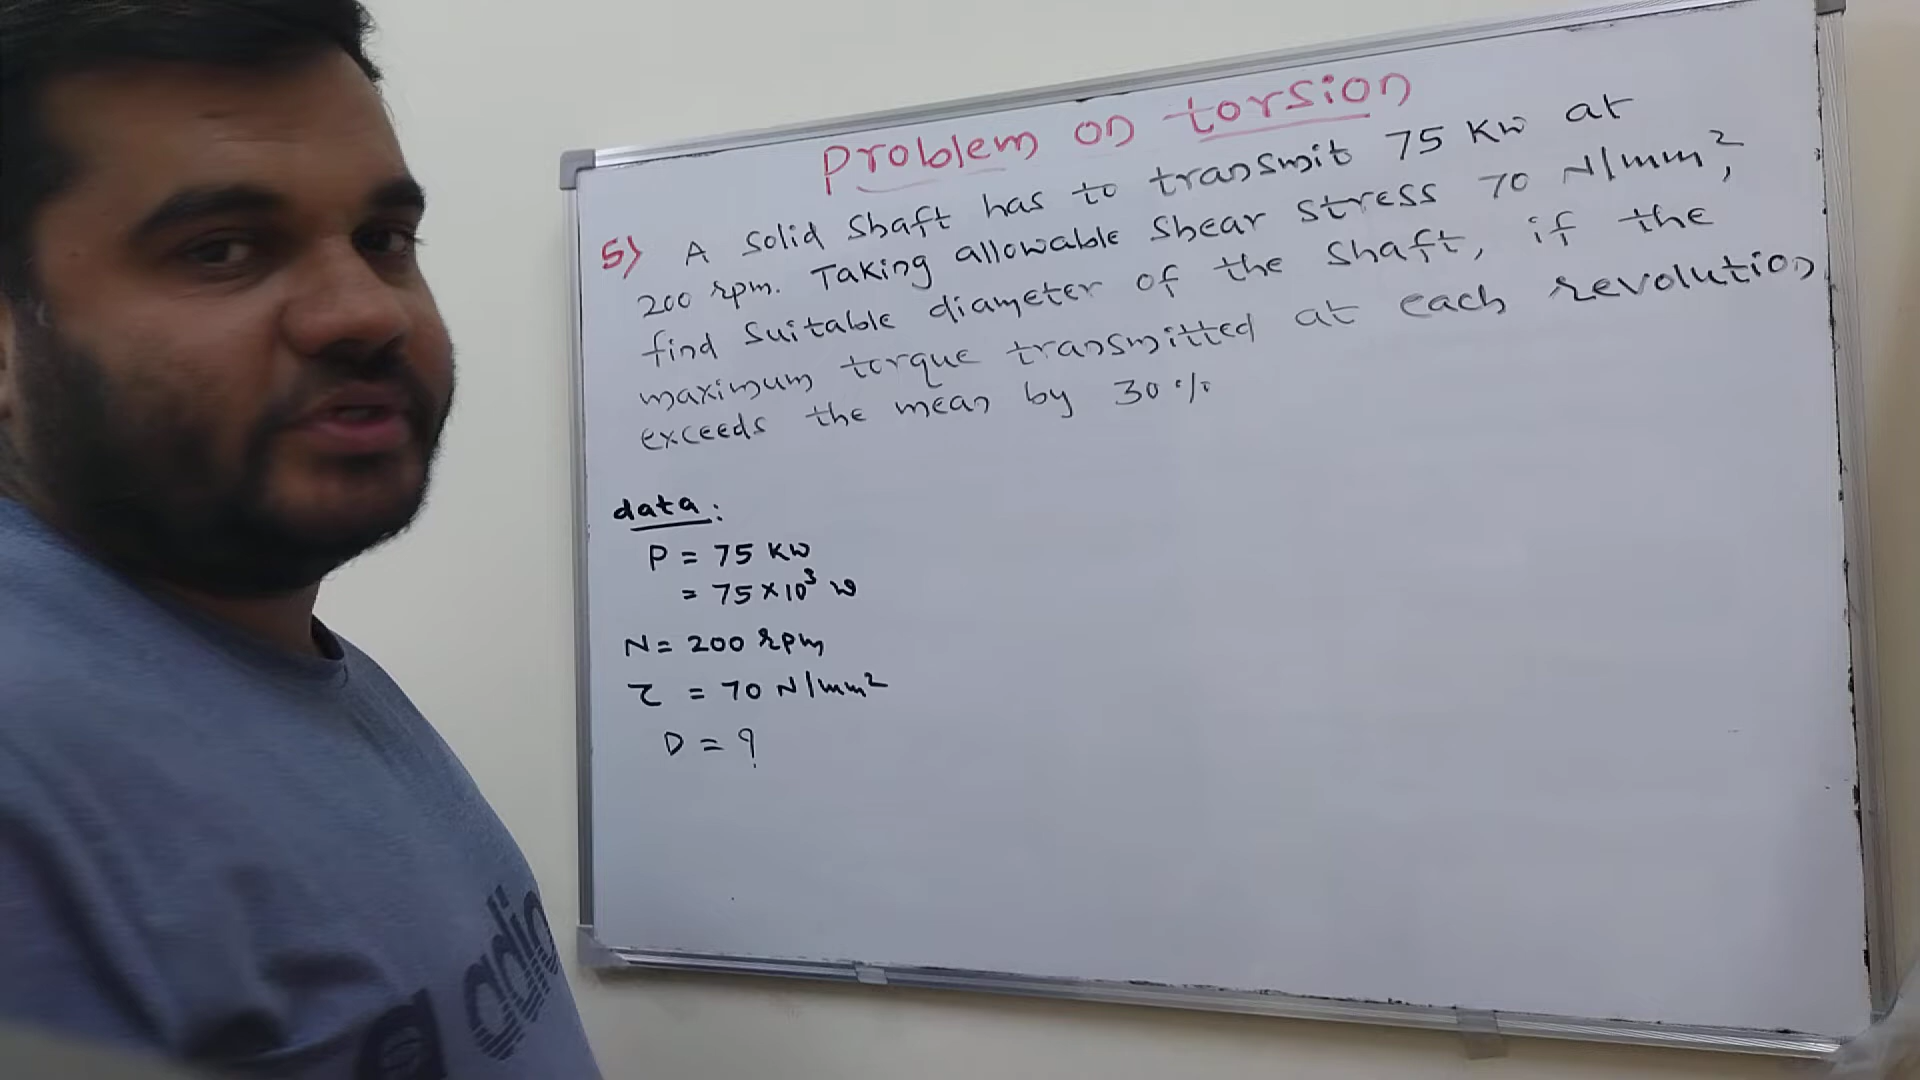 Problem on torsion
5) A solid shaft has to transmit 75 KW at
200 rpm. Taking allowable shear stress 70 N/mm²,
find suitable diameter of the shaft, if the
maximum torque transmitted at each revolution
exceeds the mean by 30%
data:
P = 75 KW
= 75×10³ W
N = 200 rpm
τ = 70 N/mm²
D = ?